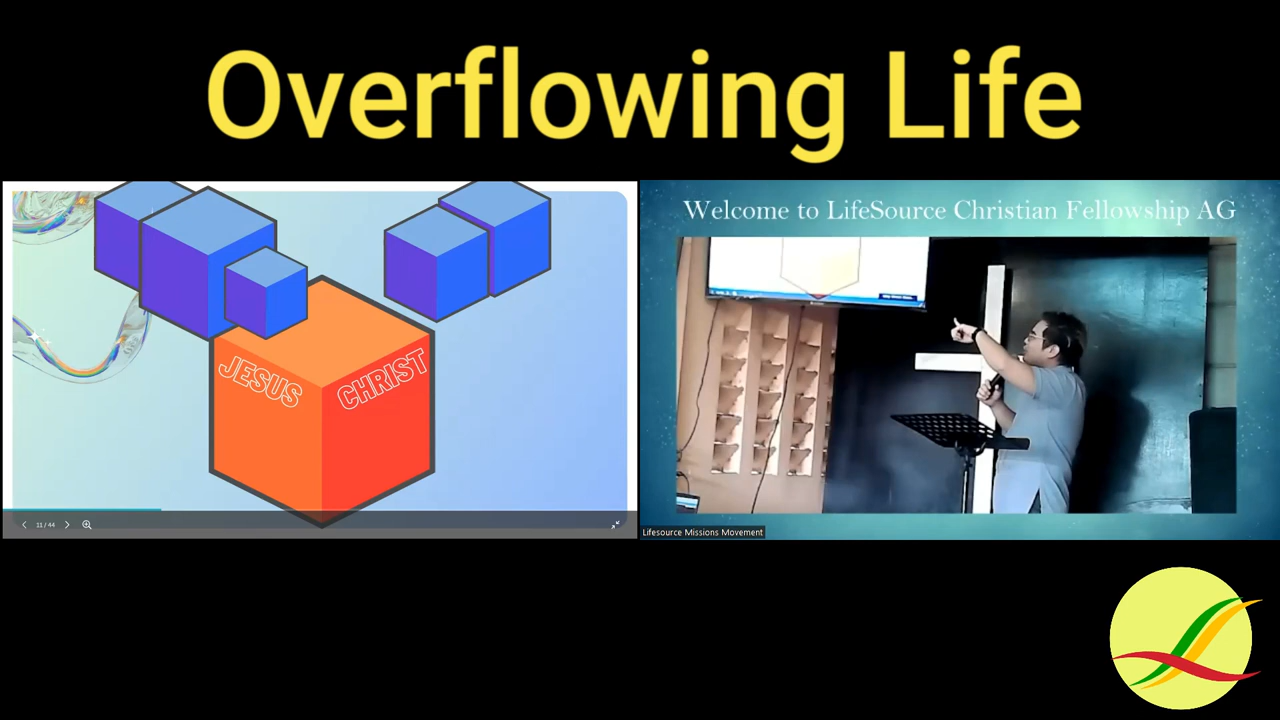 Overflowing Life
JESUS CHRIST
11 / 44
Welcome to LifeSource Christian Fellowship AG
Lifesource Missions Movement